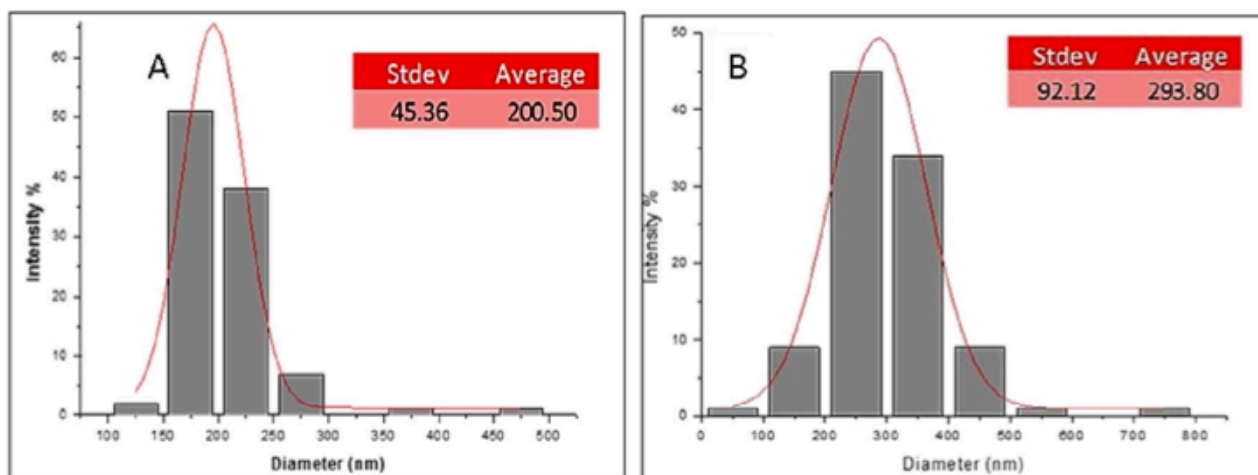 A
Stdev Average
45.36 200.50
Intensity %
60
50
40
30
20
10
0
100 150 200 250 300 350 400 450 500
Diameter (nm)
B
Stdev Average
92.12 293.80
Intensity %
50
40
30
20
10
0
0 100 200 300 400 500 600 700 800
Diameter (nm)